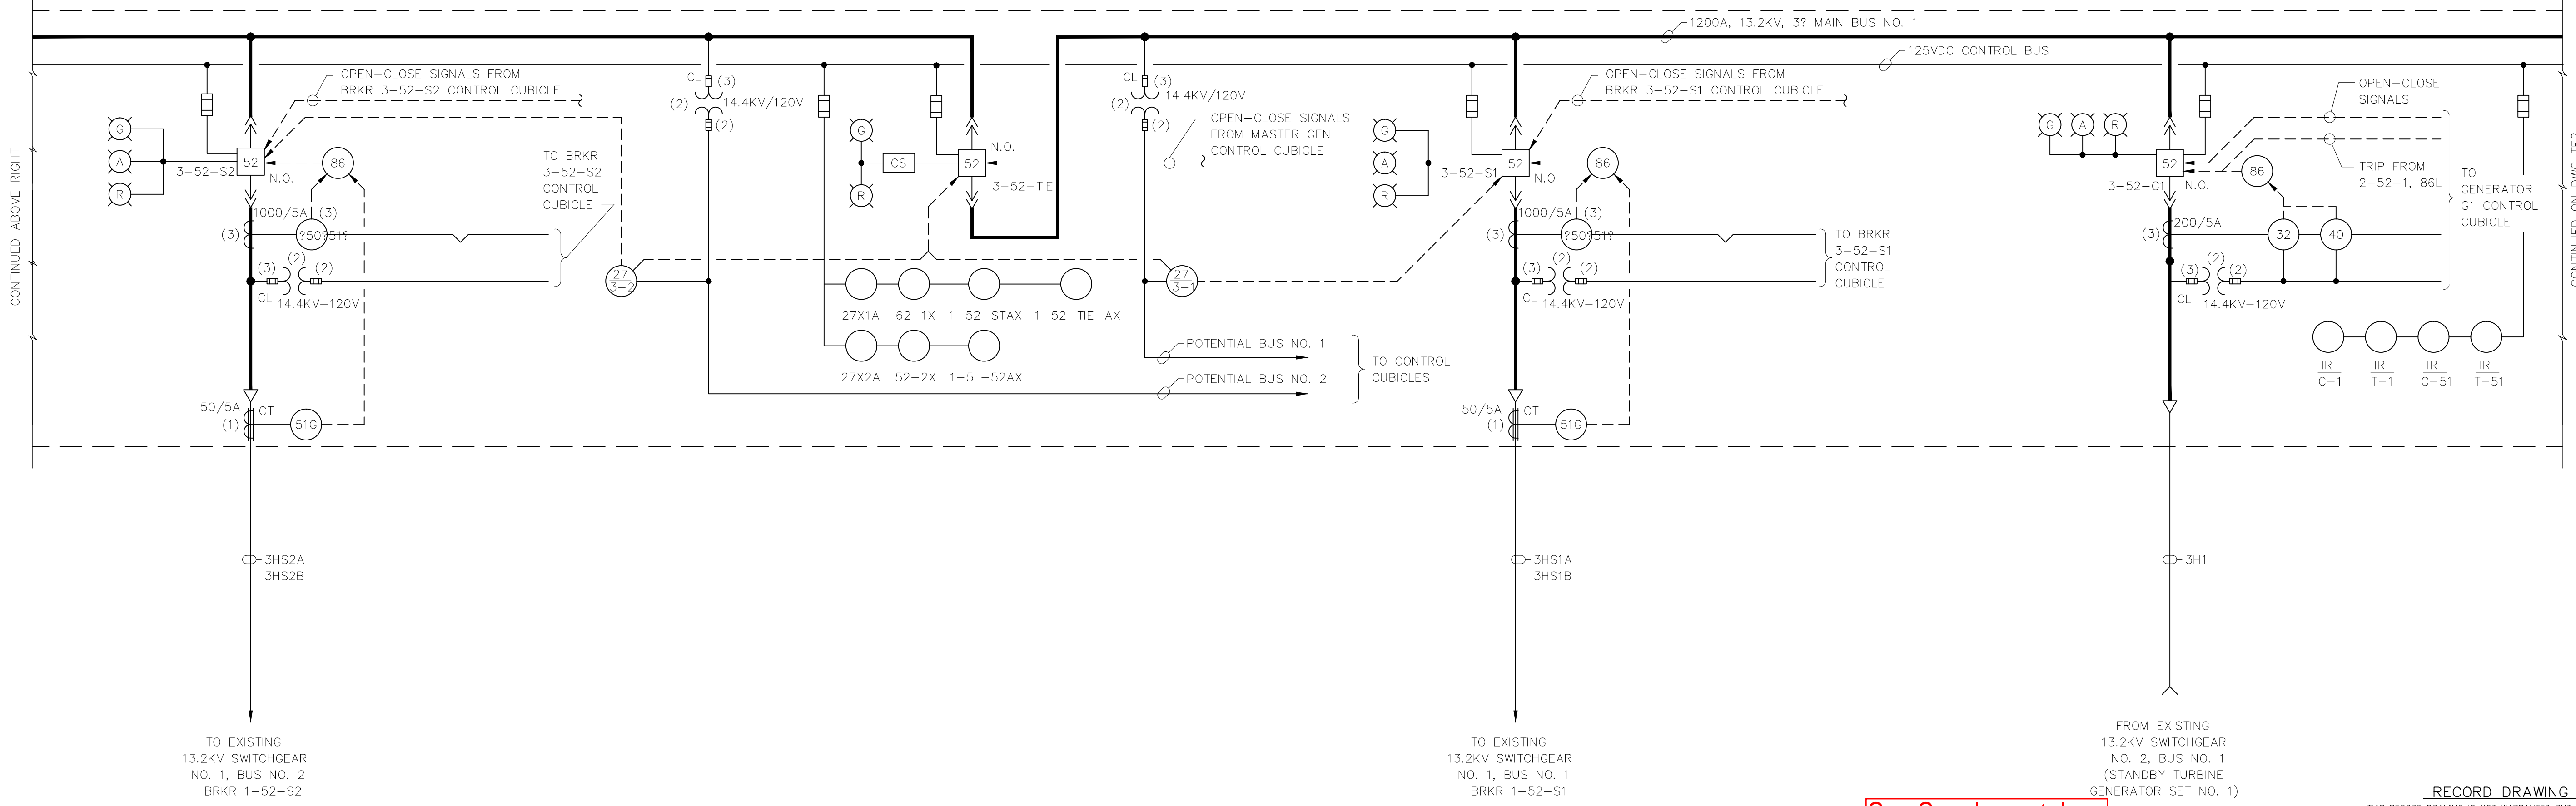 1200A, 13.2KV, 3? MAIN BUS NO. 1
125VDC CONTROL BUS
CONTINUED ABOVE RIGHT
OPEN-CLOSE SIGNALS FROM
BRKR 3-52-S2 CONTROL CUBICLE
G
A
R
52
3-52-S2
N.O.
86
1000/5A
(3)
(3)
?50?51?
(3)
(2)
(2)
CL
14.4KV-120V
TO BRKR
3-52-S2
CONTROL
CUBICLE
50/5A
CT
(1)
51G
3HS2A
3HS2B
TO EXISTING
13.2KV SWITCHGEAR
NO. 1, BUS NO. 2
BRKR 1-52-S2
CL
(3)
(2)
14.4KV/120V
(2)
27
3-2
G
CS
R
N.O.
52
3-52-TIE
27X1A
62-1X
1-52-STAX
1-52-TIE-AX
27X2A
52-2X
1-5L-52AX
CL
(3)
(2)
14.4KV/120V
(2)
OPEN-CLOSE SIGNALS
FROM MASTER GEN
CONTROL CUBICLE
27
3-1
POTENTIAL BUS NO. 1
POTENTIAL BUS NO. 2
TO CONTROL
CUBICLES
OPEN-CLOSE SIGNALS FROM
BRKR 3-52-S1 CONTROL CUBICLE
G
A
R
52
3-52-S1
N.O.
86
1000/5A
(3)
(3)
?50?51?
(3)
(2)
(2)
CL
14.4KV-120V
TO BRKR
3-52-S1
CONTROL
CUBICLE
50/5A
CT
(1)
51G
3HS1A
3HS1B
TO EXISTING
13.2KV SWITCHGEAR
NO. 1, BUS NO. 1
BRKR 1-52-S1
G
A
R
52
3-52-G1
N.O.
86
OPEN-CLOSE
SIGNALS
TRIP FROM
2-52-1, 86L
TO
GENERATOR
G1 CONTROL
CUBICLE
1200/5A
(3)
32
40
(3)
(2)
(2)
CL
14.4KV-120V
IR
C-1
IR
T-1
IR
C-51
IR
T-51
3H1
FROM EXISTING
13.2KV SWITCHGEAR
NO. 2, BUS NO. 1
(STANDBY TURBINE
GENERATOR SET NO. 1)
RECORD DRAWING